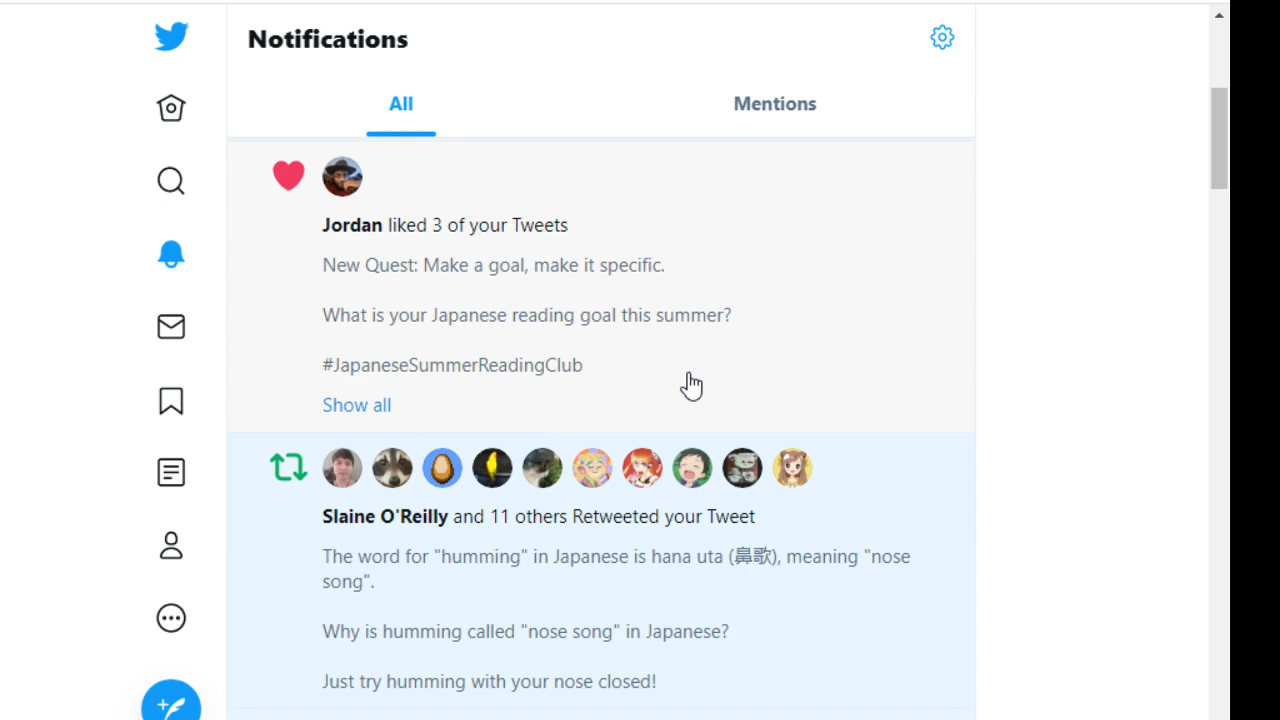 Notifications
All
Mentions
Jordan liked 3 of your Tweets
New Quest: Make a goal, make it specific.
What is your Japanese reading goal this summer?
#JapaneseSummerReadingClub
Show all
Slaine O'Reilly and 11 others Retweeted your Tweet
The word for "humming" in Japanese is hana uta (鼻歌), meaning "nose
song".
Why is humming called "nose song" in Japanese?
Just try humming with your nose closed!